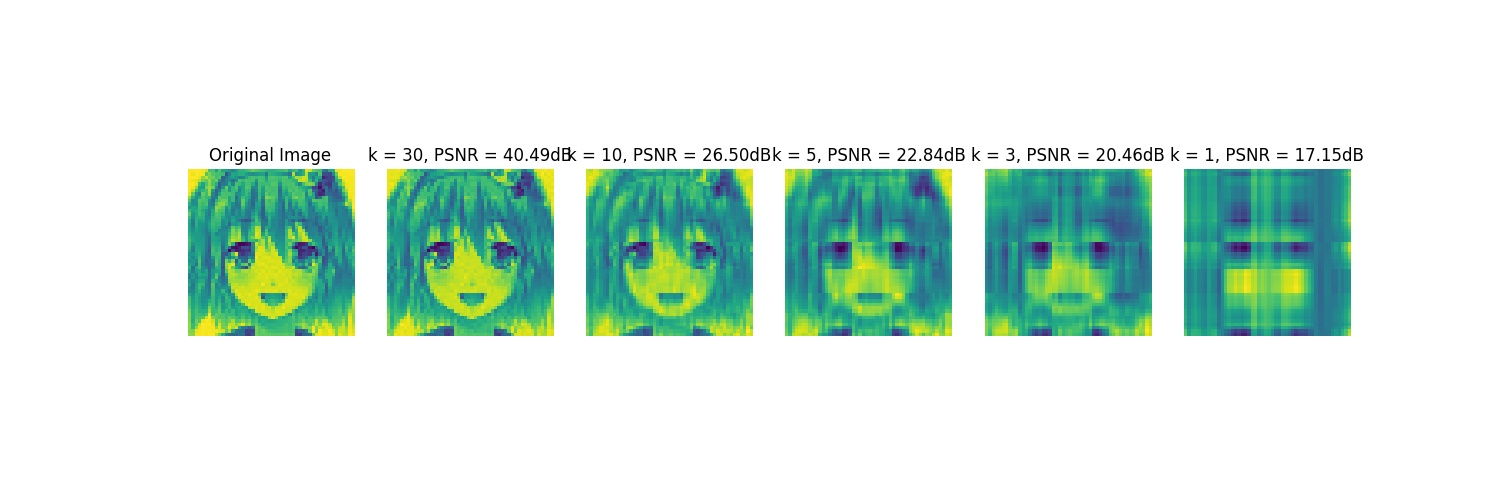 Original Image
k = 30, PSNR = 40.49dB
k = 10, PSNR = 26.50dB
k = 5, PSNR = 22.84dB
k = 3, PSNR = 20.46dB
k = 1, PSNR = 17.15dB